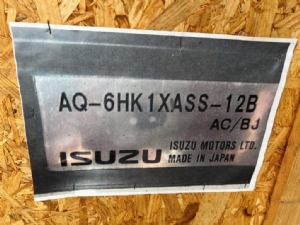 AQ-6HK1XASS-12B
AC/BJ
ISUZU ISUZU MOTORS LTD.
MADE IN JAPAN